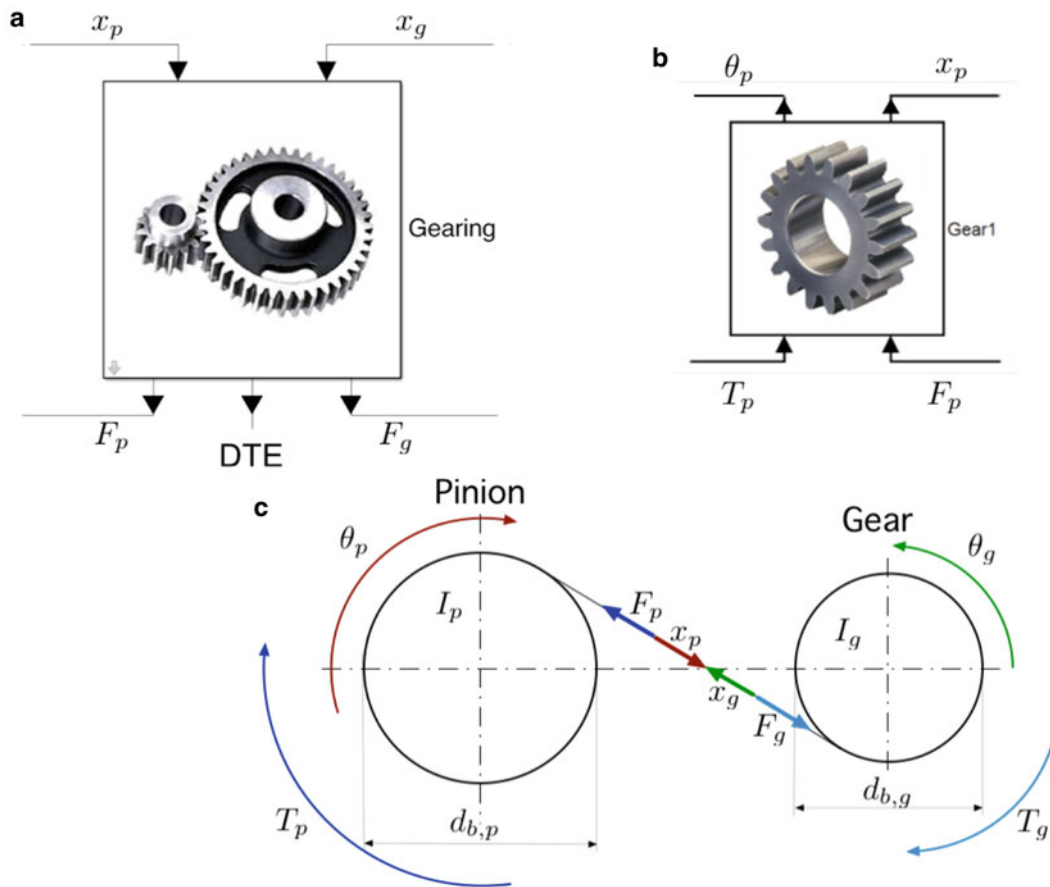 a
x_p
x_g
Gearing
F_p
F_g
DTE
b
θ_p
x_p
Gear1
T_p
F_p
c
Pinion
Gear
θ_p
θ_g
I_p
F_p
I_g
x_p
x_g
F_g
d_{b,p}
d_{b,g}
T_p
T_g